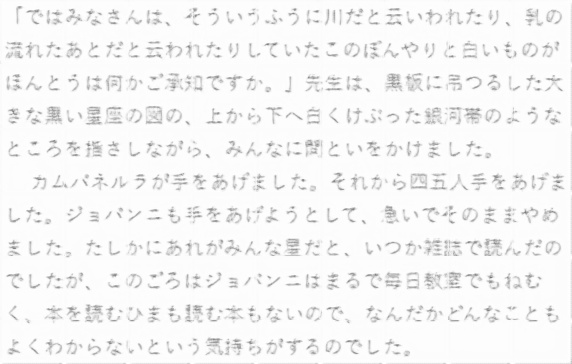 「ではみなさんは、そういうふうに川だと云いわれたり、乳の
流れたあとだと云われたりしていたこのぼんやりと白いものが
ほんとうは何かご承知ですか。」先生は、黒板に吊つるした大
きな黒い星座の図の、上から下へ白くけぶった銀河帯のような
ところを指さしながら、みんなに問といをかけました。
　カムパネルラが手をあげました。それから四五人手をあげま
した。ジョバンニも手をあげようとして、急いでそのままやめ
ました。たしかにあれがみんな星だと、いつか雑誌で読んだの
でしたが、このごろはジョバンニはまるで毎日教室でもねむ
く、本を読むひまも読む本もないので、なんだかどんなことも
よくわからないという気持ちがするのでした。